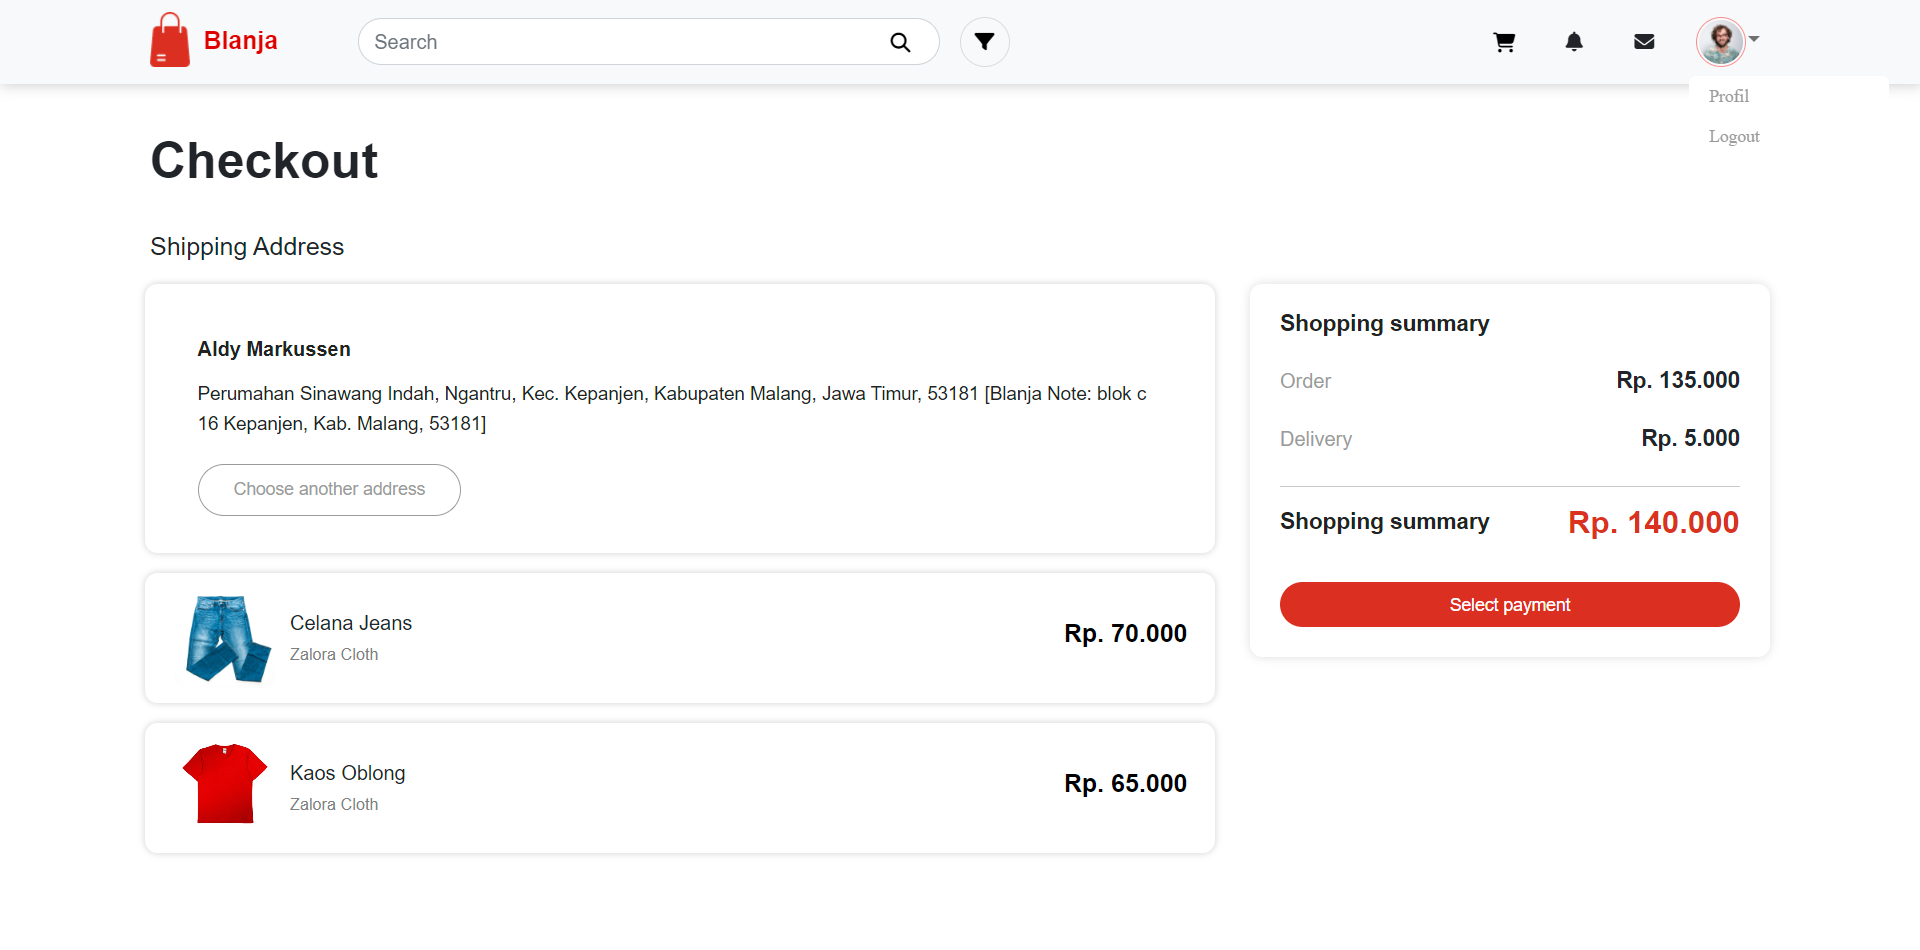 Blanja
Search
Profil
Logout
Checkout
Shipping Address
Aldy Markussen
Perumahan Sinawang Indah, Ngantru, Kec. Kepanjen, Kabupaten Malang, Jawa Timur, 53181 [Blanja Note: blok c
16 Kepanjen, Kab. Malang, 53181]
Choose another address
Celana Jeans
Zalora Cloth
Rp. 70.000
Kaos Oblong
Zalora Cloth
Rp. 65.000
Shopping summary
Order Rp. 135.000
Delivery Rp. 5.000
Shopping summary Rp. 140.000
Select payment